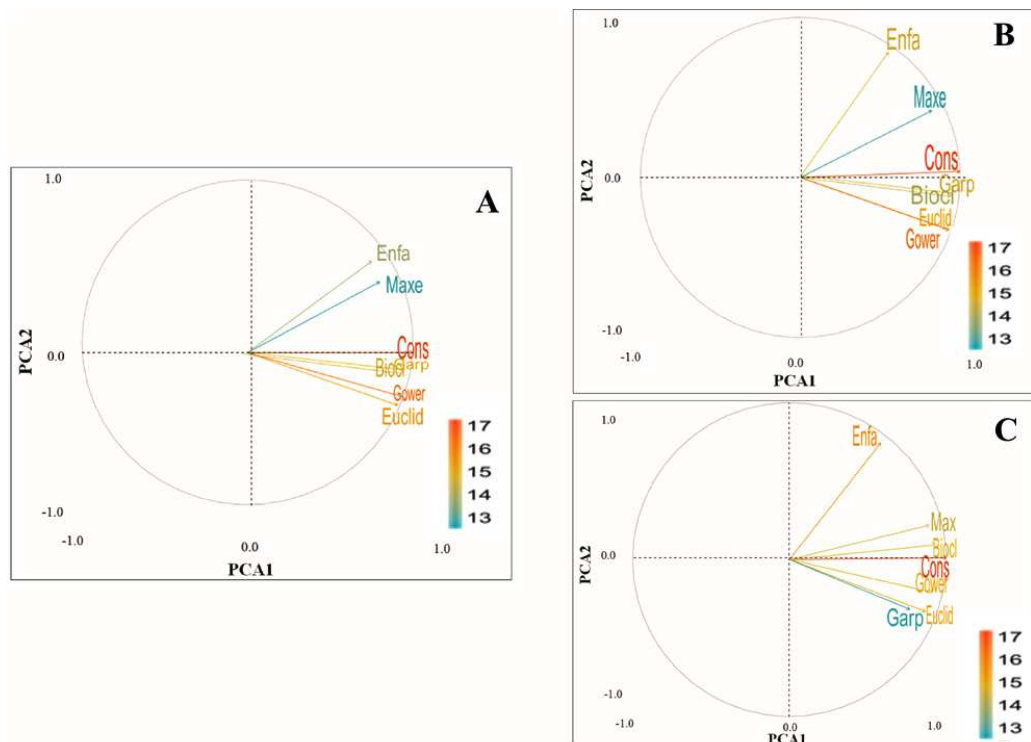 A
1.0
PCA2
Enfa
Maxe
0.0
Cons
Biocl
Garp
Gower
Euclid
17
16
15
14
13
-1.0
-1.0
0.0
1.0
PCA1
B
1.0
Enfa
Maxe
PCA2
Cons
0.0
Garp
Biocl
Euclid
Gower
17
16
15
14
13
-1.0
-1.0
0.0
1.0
PCA1
C
1.0
Enfa
Max
PCA2
Biocl
0.0
Cons
Gower
Garp
Euclid
17
16
15
14
13
-1.0
-1.0
0.0
1.0
PCA1